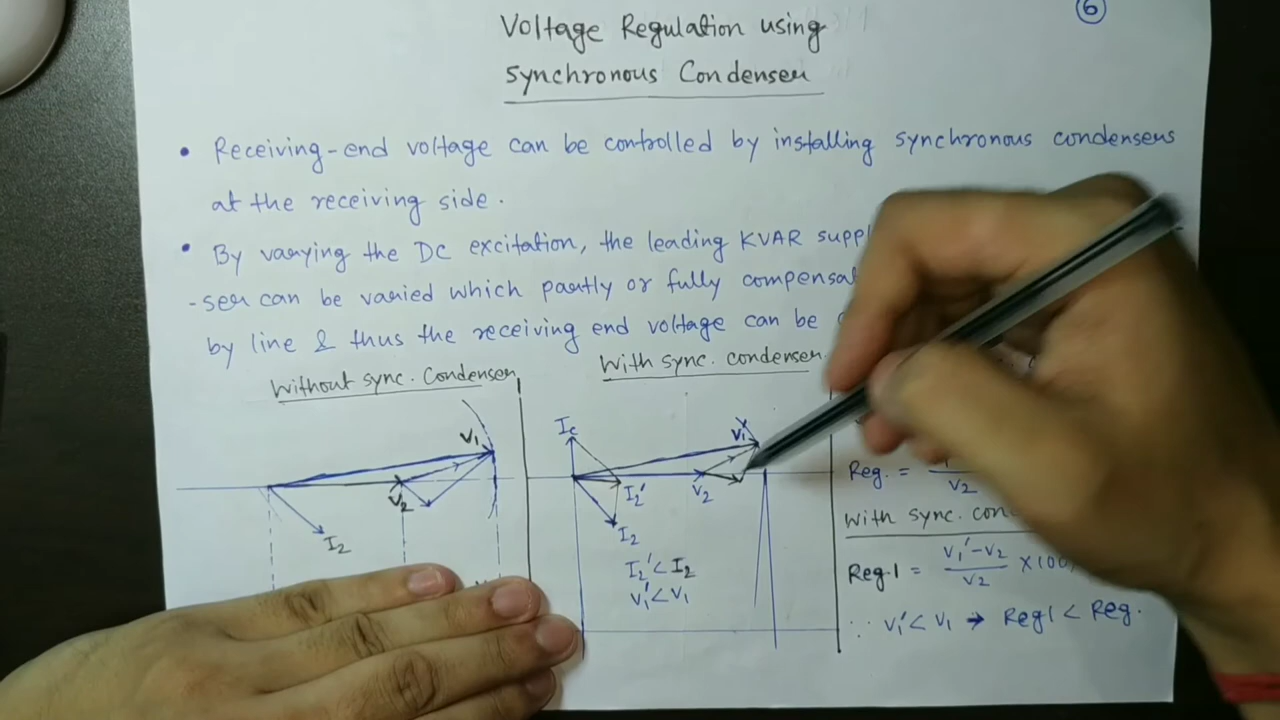 6
Voltage Regulation using
Synchronous Condenser
• Receiving-end voltage can be controlled by installing synchronous condensers
at the receiving side.
• By varying the DC excitation, the leading KVAR suppl
-ser can be varied which partly or fully compensat
by line & thus the receiving end voltage can be
Without sync. Condenser
With sync. condenser
V1
V2
I2
Ic
V1'
I2'
V2
I2
I2' < I2
V1' < V1
Reg. =
V2
With sync. con
Reg.1 = V1' - V2 / V2 × 100
∵ V1' < V1 → Reg1 < Reg.